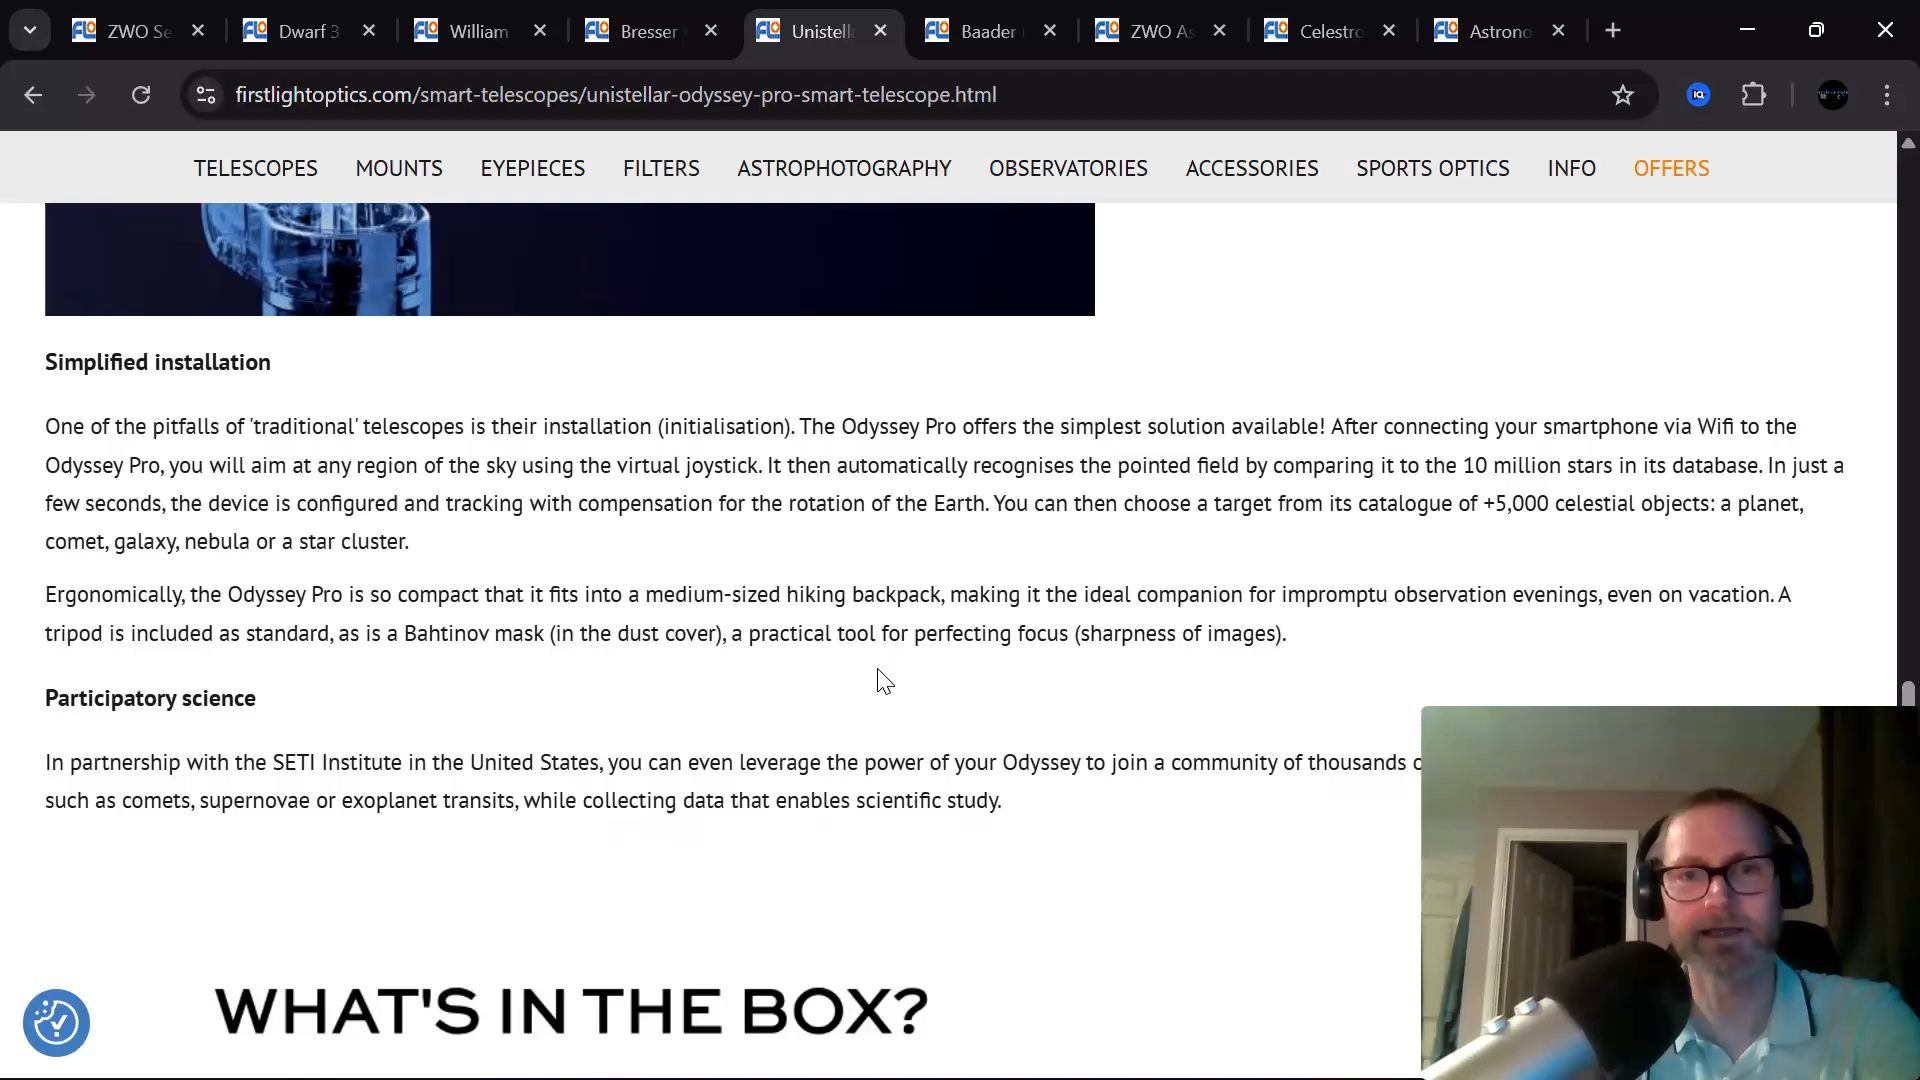 ZWO Se
Dwarf 3
William
Bresser
Unistella
Baader
ZWO As
Celestro
Astrono
firstlightoptics.com/smart-telescopes/unistellar-odyssey-pro-smart-telescope.html
TELESCOPES MOUNTS EYEPIECES FILTERS ASTROPHOTOGRAPHY OBSERVATORIES ACCESSORIES SPORTS OPTICS INFO OFFERS
Simplified installation
One of the pitfalls of 'traditional' telescopes is their installation (initialisation). The Odyssey Pro offers the simplest solution available! After connecting your smartphone via Wifi to the
Odyssey Pro, you will aim at any region of the sky using the virtual joystick. It then automatically recognises the pointed field by comparing it to the 10 million stars in its database. In just a
few seconds, the device is configured and tracking with compensation for the rotation of the Earth. You can then choose a target from its catalogue of +5,000 celestial objects: a planet,
comet, galaxy, nebula or a star cluster.
Ergonomically, the Odyssey Pro is so compact that it fits into a medium-sized hiking backpack, making it the ideal companion for impromptu observation evenings, even on vacation. A
tripod is included as standard, as is a Bahtinov mask (in the dust cover), a practical tool for perfecting focus (sharpness of images).
Participatory science
In partnership with the SETI Institute in the United States, you can even leverage the power of your Odyssey to join a community of thousands
such as comets, supernovae or exoplanet transits, while collecting data that enables scientific study.
WHAT'S IN THE BOX?